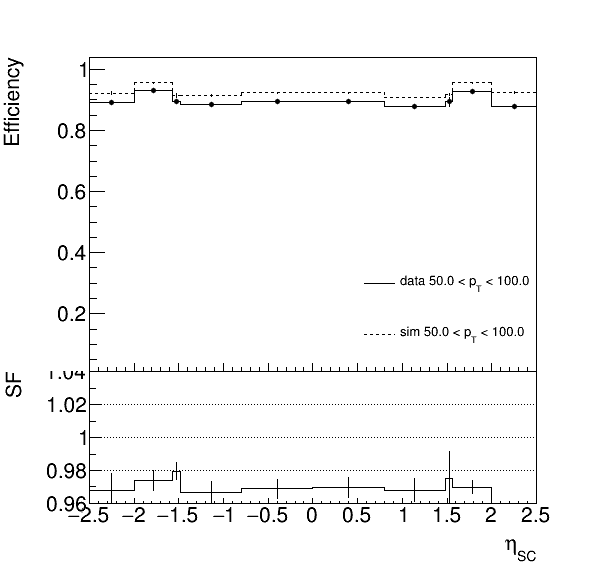 Efficiency
1
0.8
0.6
0.4
0.2
data 50.0 < p_T < 100.0
sim 50.0 < p_T < 100.0
SF
1.04
1.02
1
0.98
0.96
−2.5 −2 −1.5 −1 −0.5 0 0.5 1 1.5 2 2.5
η_SC